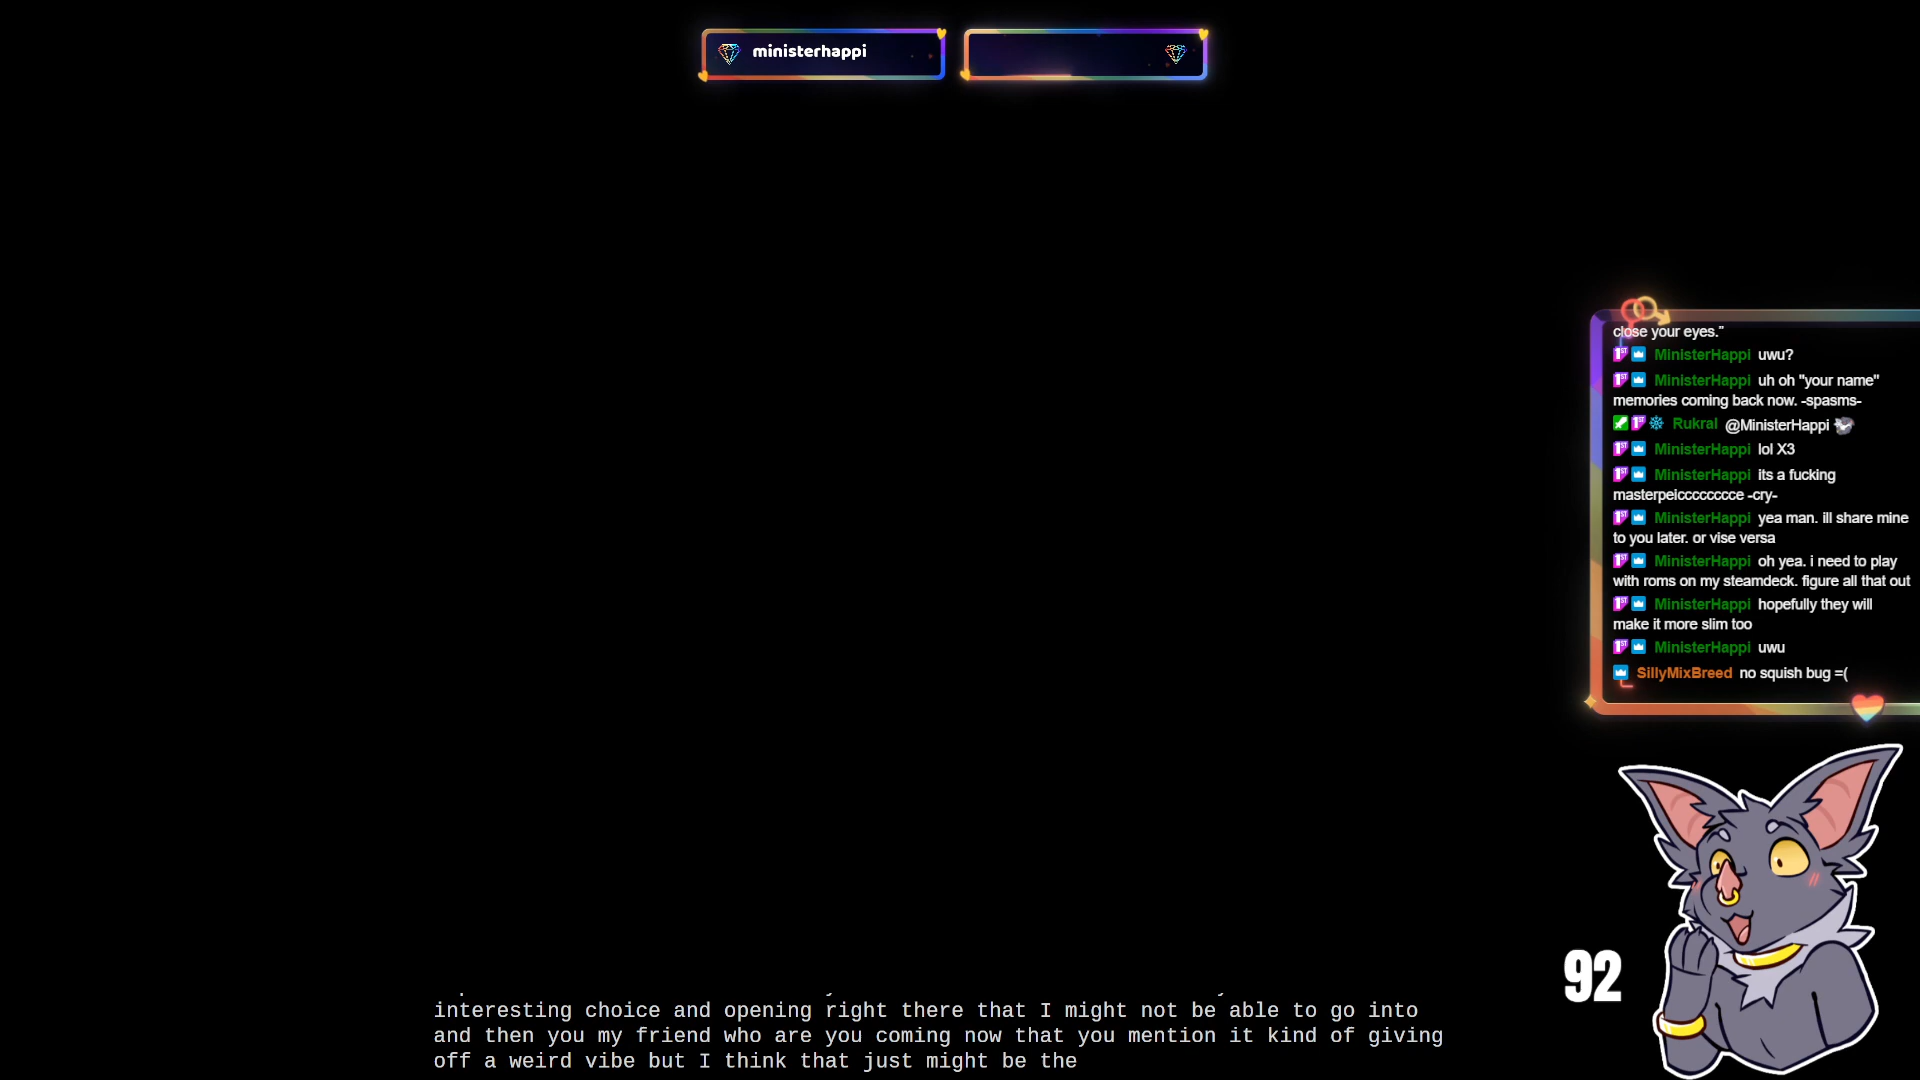 ministerhappi
close your eyes."
MinisterHappi uwu?
MinisterHappi uh oh "your name"
memories coming back now. -spasms-
Rukral @MinisterHappi
MinisterHappi lol X3
MinisterHappi its a fucking
masterpeicccccccce -cry-
MinisterHappi yea man. ill share mine
to you later. or vise versa
MinisterHappi oh yea. i need to play
with roms on my steamdeck. figure all that out
MinisterHappi hopefully they will
make it more slim too
MinisterHappi uwu
SillyMixBreed no squish bug =(
92
interesting choice and opening right there that I might not be able to go into
and then you my friend who are you coming now that you mention it kind of giving
off a weird vibe but I think that just might be the